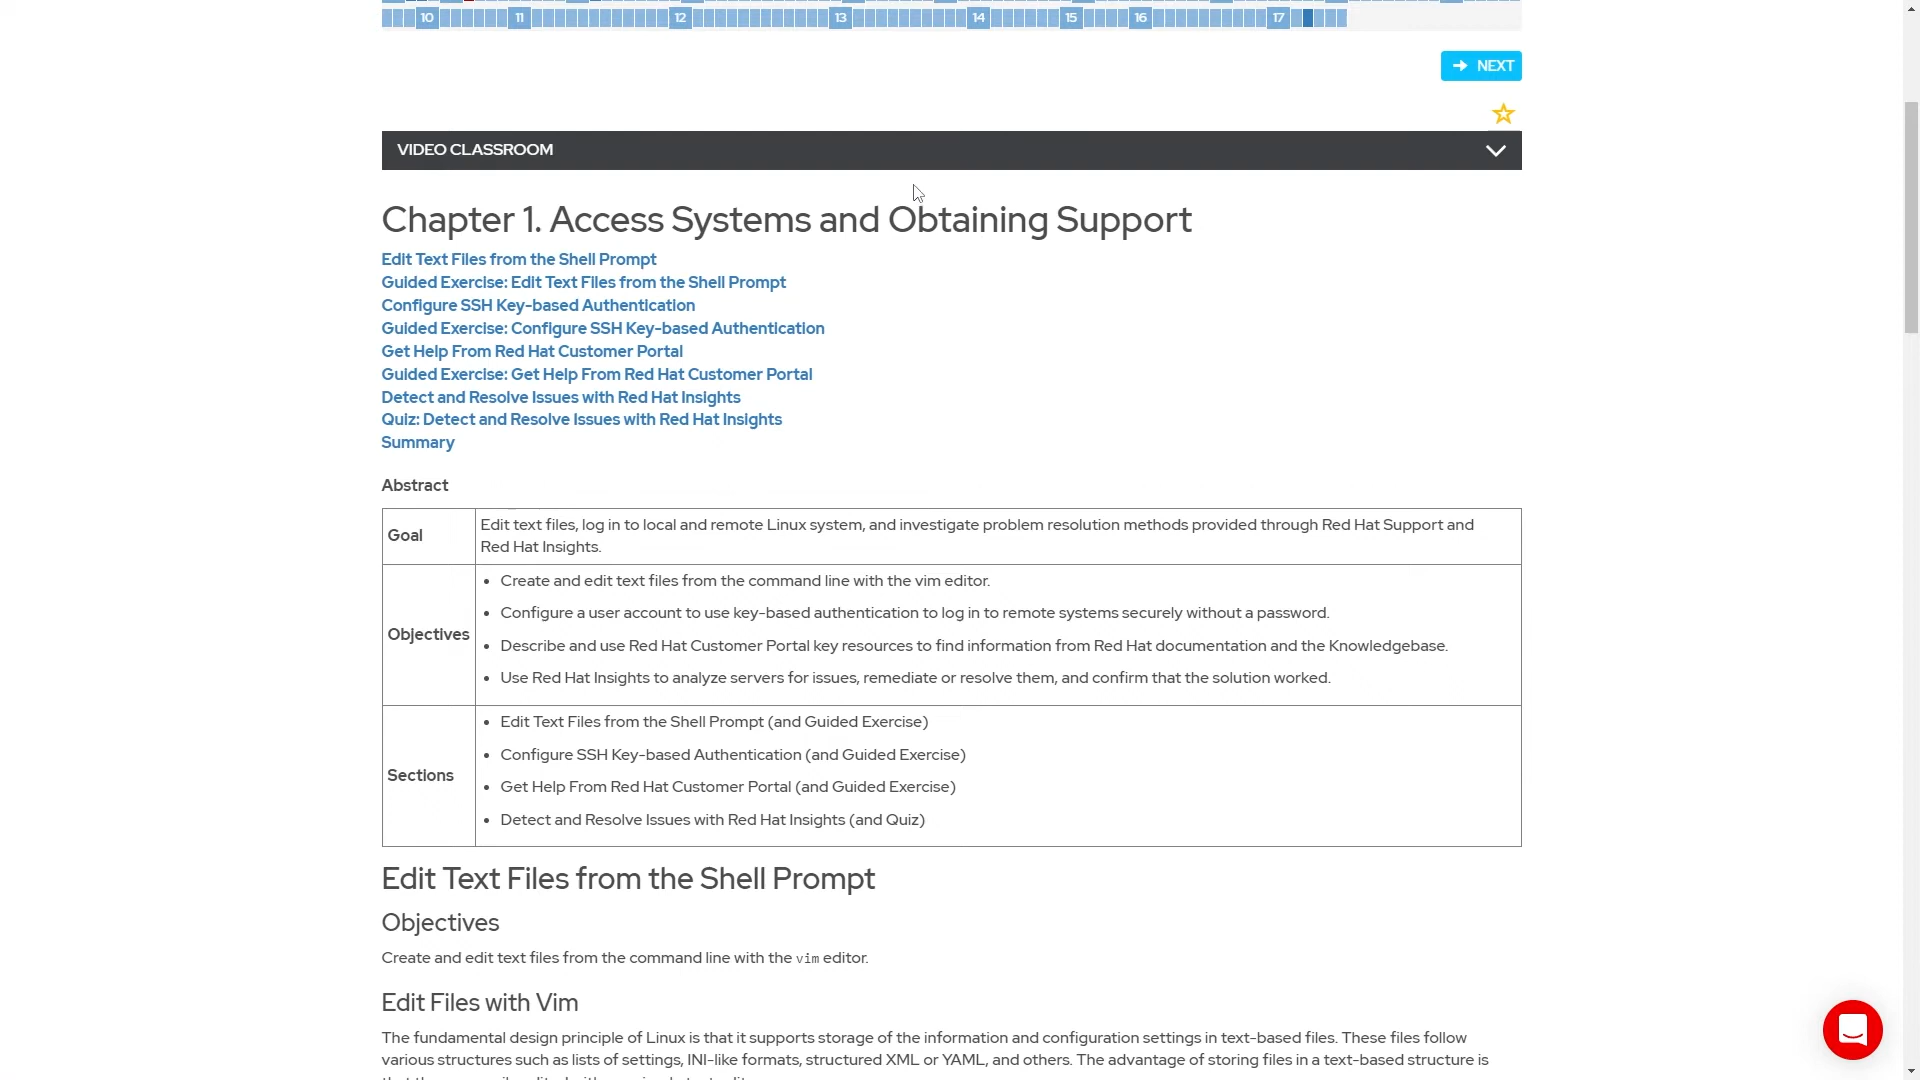 10 11 12 13 14 15 16 17
NEXT
VIDEO CLASSROOM
Chapter 1. Access Systems and Obtaining Support
Edit Text Files from the Shell Prompt
Guided Exercise: Edit Text Files from the Shell Prompt
Configure SSH Key-based Authentication
Guided Exercise: Configure SSH Key-based Authentication
Get Help From Red Hat Customer Portal
Guided Exercise: Get Help From Red Hat Customer Portal
Detect and Resolve Issues with Red Hat Insights
Quiz: Detect and Resolve Issues with Red Hat Insights
Summary
Abstract
Goal
Edit text files, log in to local and remote Linux system, and investigate problem resolution methods provided through Red Hat Support and
Red Hat Insights.
Objectives
• Create and edit text files from the command line with the vim editor.
• Configure a user account to use key-based authentication to log in to remote systems securely without a password.
• Describe and use Red Hat Customer Portal key resources to find information from Red Hat documentation and the Knowledgebase.
• Use Red Hat Insights to analyze servers for issues, remediate or resolve them, and confirm that the solution worked.
Sections
• Edit Text Files from the Shell Prompt (and Guided Exercise)
• Configure SSH Key-based Authentication (and Guided Exercise)
• Get Help From Red Hat Customer Portal (and Guided Exercise)
• Detect and Resolve Issues with Red Hat Insights (and Quiz)
Edit Text Files from the Shell Prompt
Objectives
Create and edit text files from the command line with the vim editor.
Edit Files with Vim
The fundamental design principle of Linux is that it supports storage of the information and configuration settings in text-based files. These files follow
various structures such as lists of settings, INI-like formats, structured XML or YAML, and others. The advantage of storing files in a text-based structure is